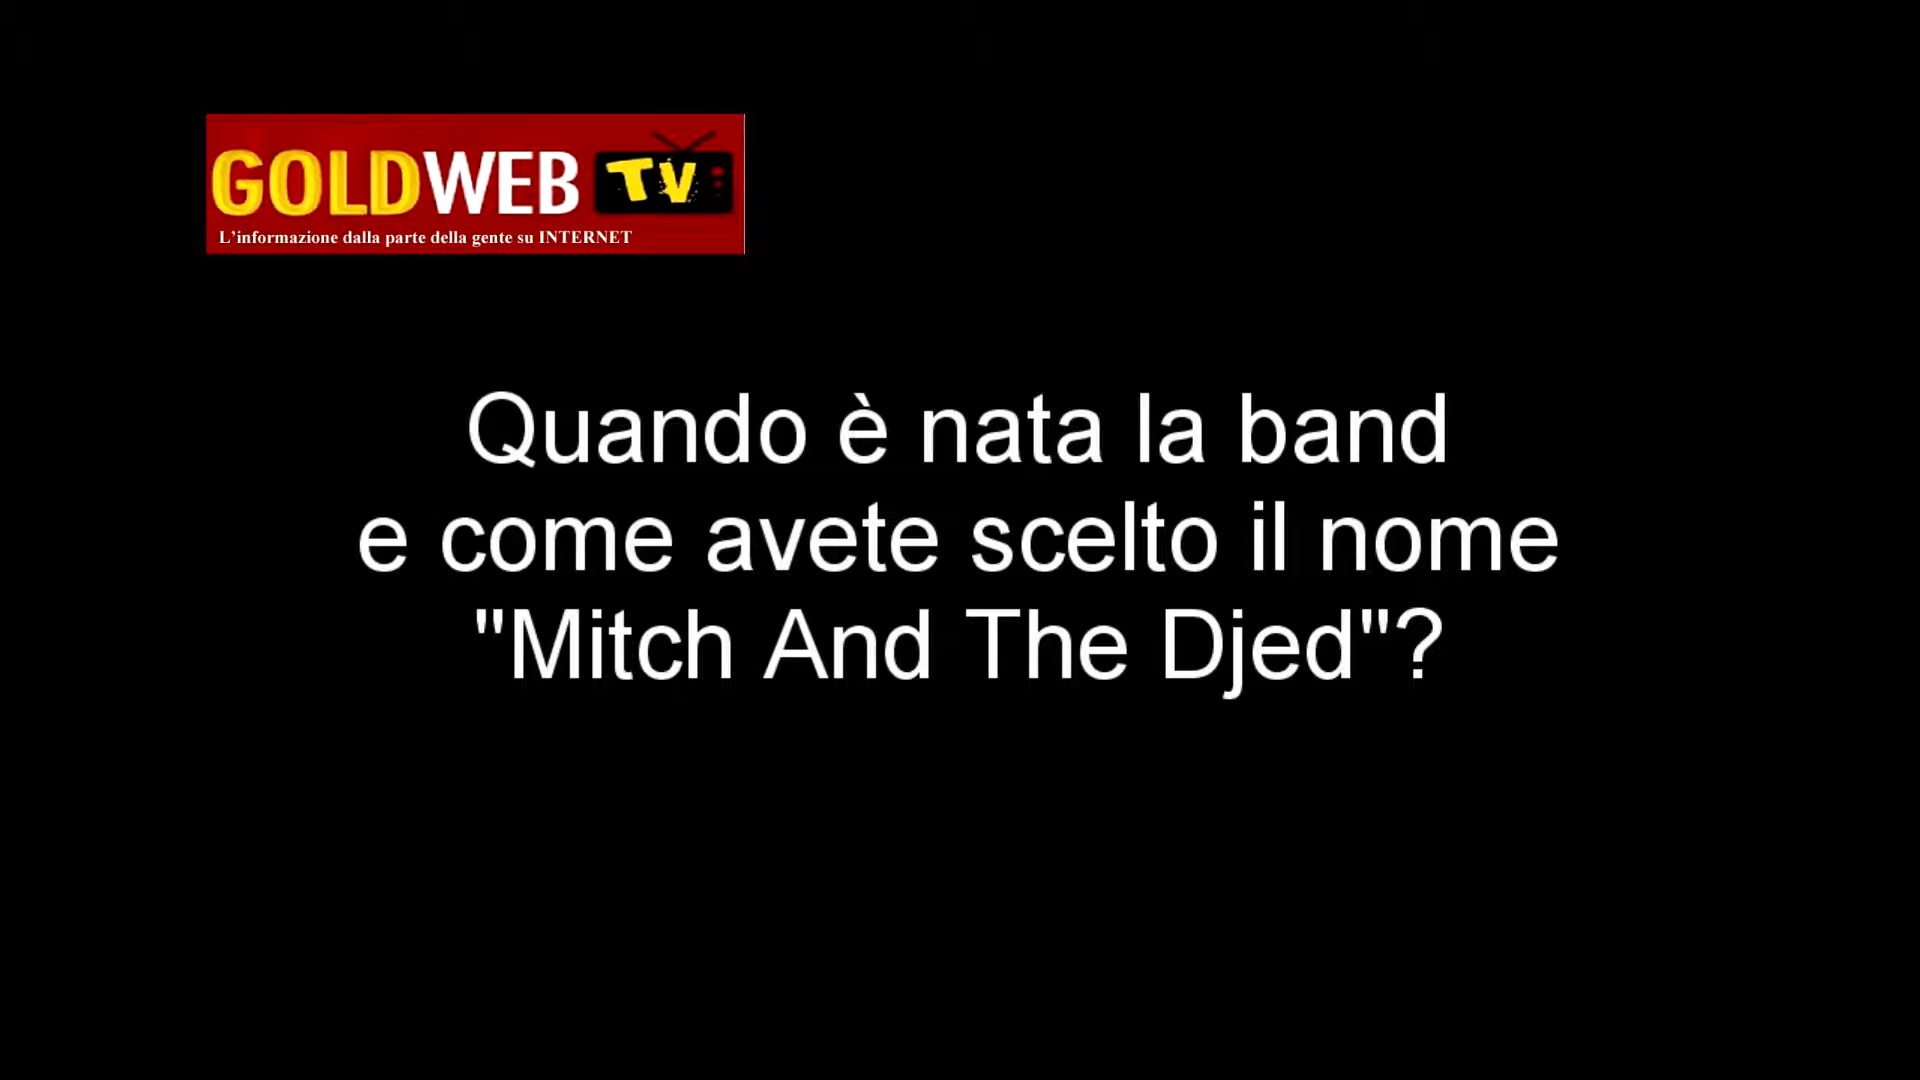 GOLDWEB TV
L'informazione dalla parte della gente su INTERNET
Quando è nata la band
e come avete scelto il nome
"Mitch And The Djed"?